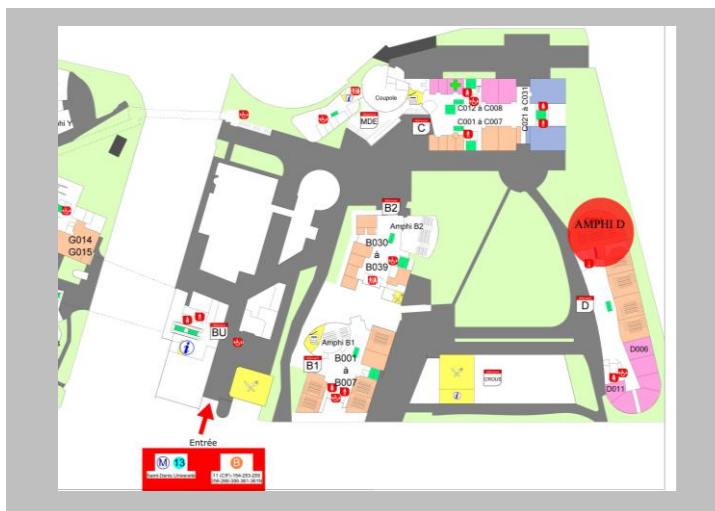 Coupole
MDE
C
C012 à C008
C001 à C007
C021 à C031
B2
Amphi B2
B030
à
B039
G014
G015
AMPHI D
D
BU
Amphi B1
B1
B001
à
B007
CROUS
D006
D011
Entrée
M 13
Saint-Denis Université
B